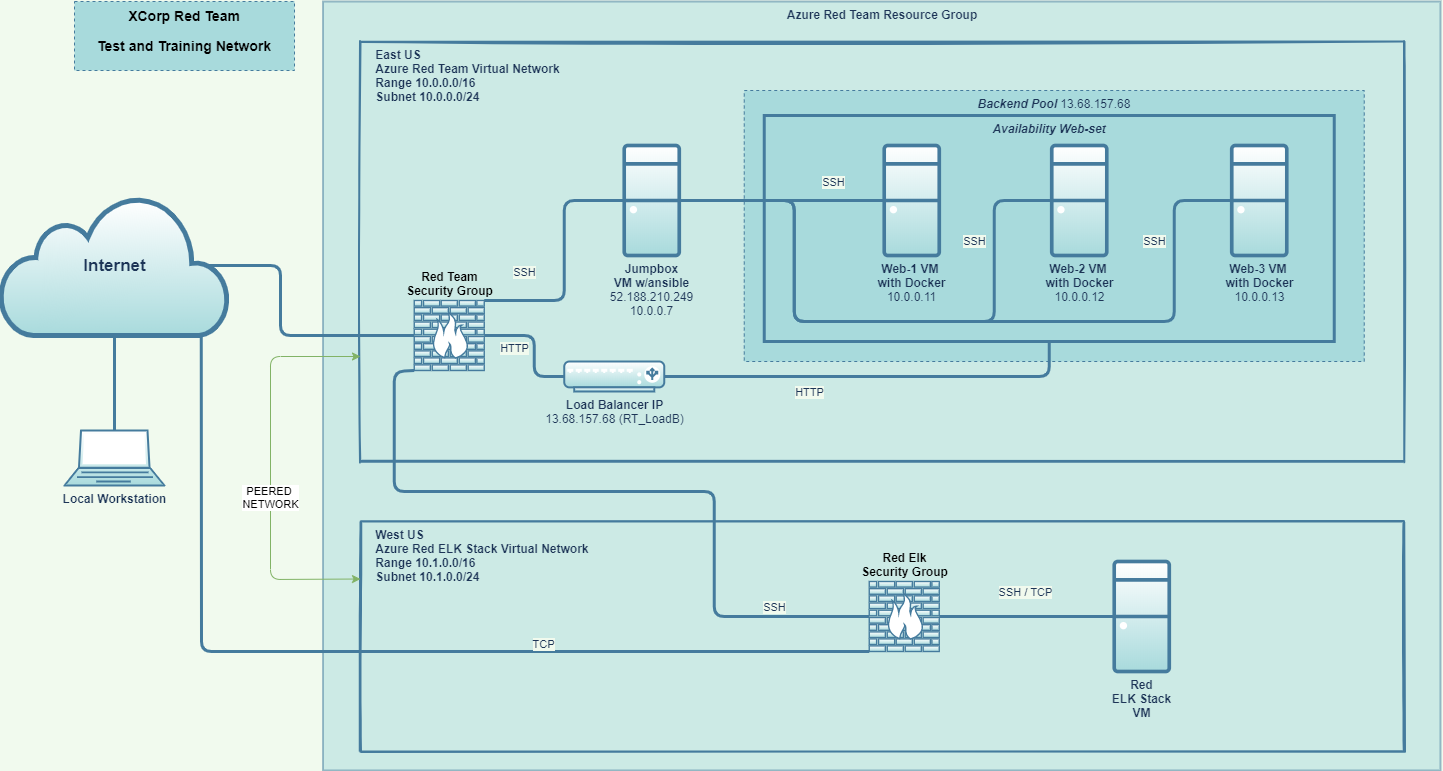 XCorp Red Team
Test and Training Network
Azure Red Team Resource Group
East US
Azure Red Team Virtual Network
Range 10.0.0.0/16
Subnet 10.0.0.0/24
Backend Pool 13.68.157.68
Availability Web-set
SSH
SSH
SSH
Jumpbox
VM w/ansible
52.188.210.249
10.0.0.7
Web-1 VM
with Docker
10.0.0.11
Web-2 VM
with Docker
10.0.0.12
Web-3 VM
with Docker
10.0.0.13
Internet
Red Team
Security Group
SSH
HTTP
HTTP
Load Balancer IP
13.68.157.68 (RT_LoadB)
Local Workstation
PEERED
NETWORK
West US
Azure Red ELK Stack Virtual Network
Range 10.1.0.0/16
Subnet 10.1.0.0/24
Red Elk
Security Group
SSH
SSH / TCP
TCP
Red
ELK Stack
VM